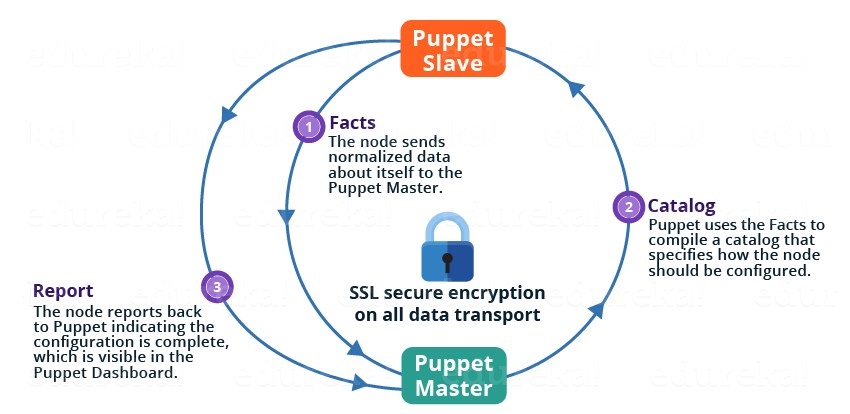 Puppet
Slave
1
Facts
The node sends
normalized data
about itself to the
Puppet Master.
2
Catalog
Puppet uses the Facts to
compile a catalog that
specifies how the node
should be configured.
SSL secure encryption
on all data transport
3
Report
The node reports back
to Puppet indicating the
configuration is complete,
which is visible in the
Puppet Dashboard.
Puppet
Master
edureka!